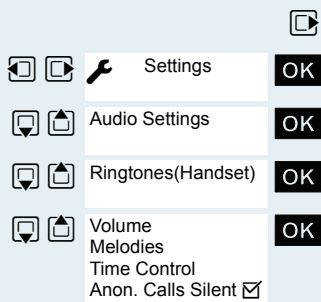 Settings OK
Audio Settings OK
Ringtones(Handset) OK
Volume OK
Melodies
Time Control
Anon. Calls Silent ☑